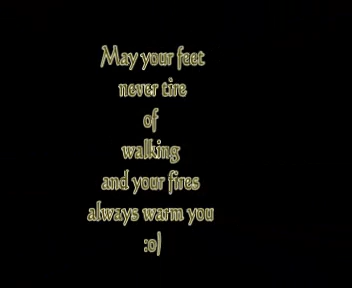 May your feet
never tire
of
walking
and your fires
always warm you
:o)